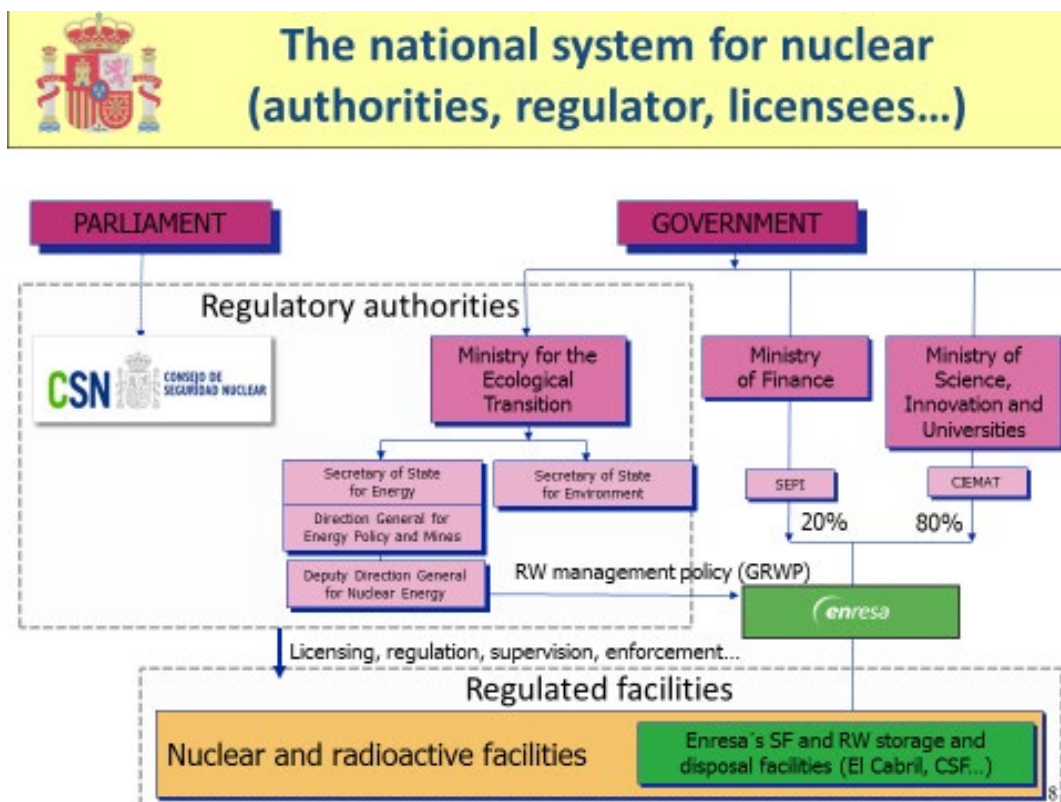 The national system for nuclear
(authorities, regulator, licensees…)
PARLIAMENT
GOVERNMENT
Regulatory authorities
CSN
CONSEJO DE
SEGURIDAD NUCLEAR
Ministry for the
Ecological
Transition
Ministry
of Finance
Ministry of
Science,
Innovation and
Universities
Secretary of State
for Energy
Direction General for
Energy Policy and Mines
Secretary of State
for Environment
SEPI
CIEMAT
20%
80%
Deputy Direction General
for Nuclear Energy
RW management policy (GRWP)
enresa
Licensing, regulation, supervision, enforcement…
Regulated facilities
Nuclear and radioactive facilities
Enresa´s SF and RW storage and
disposal facilities (El Cabril, CSF…)
8